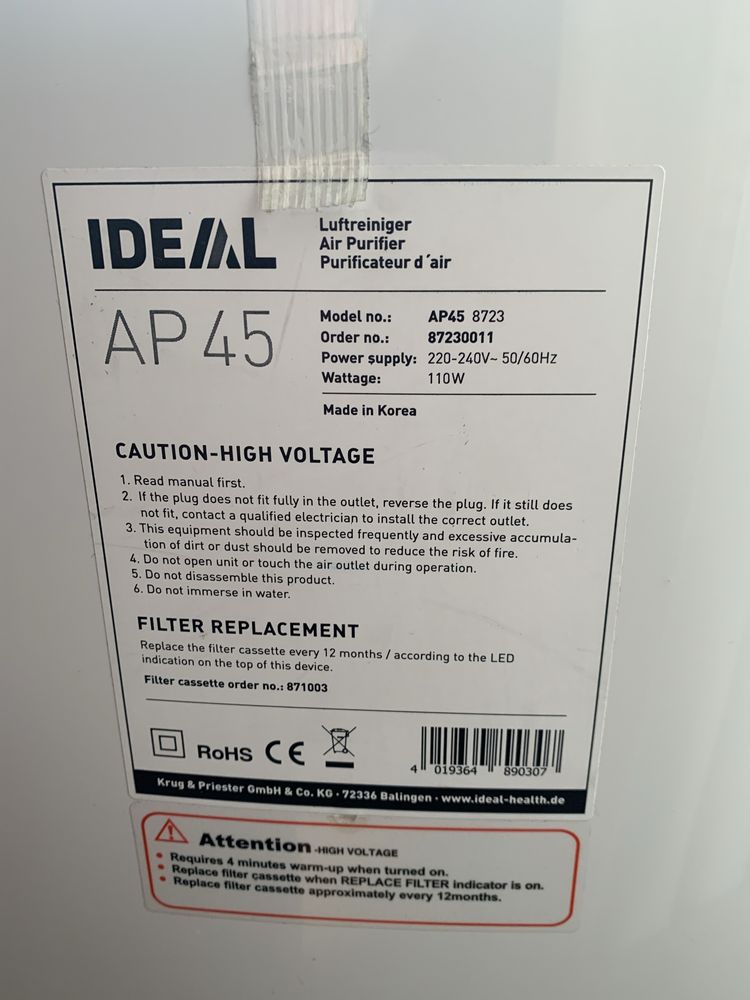 IDEAL
Luftreiniger
Air Purifier
Purificateur d´air
AP 45
Model no.: AP45 8723
Order no.: 87230011
Power supply: 220-240V~ 50/60Hz
Wattage: 110W
Made in Korea
CAUTION-HIGH VOLTAGE
1. Read manual first.
2. If the plug does not fit fully in the outlet, reverse the plug. If it still does
not fit, contact a qualified electrician to install the correct outlet.
3. This equipment should be inspected frequently and excessive accumula-
tion of dirt or dust should be removed to reduce the risk of fire.
4. Do not open unit or touch the air outlet during operation.
5. Do not disassemble this product.
6. Do not immerse in water.
FILTER REPLACEMENT
Replace the filter cassette every 12 months / according to the LED
indication on the top of this device.
Filter cassette order no.: 871003
RoHS CE
4 019364 890307
Krug & Priester GmbH & Co. KG · 72336 Balingen · www.ideal-health.de
Attention -HIGH VOLTAGE
• Requires 4 minutes warm-up when turned on.
• Replace filter cassette when REPLACE FILTER indicator is on.
• Replace filter cassette approximately every 12months.